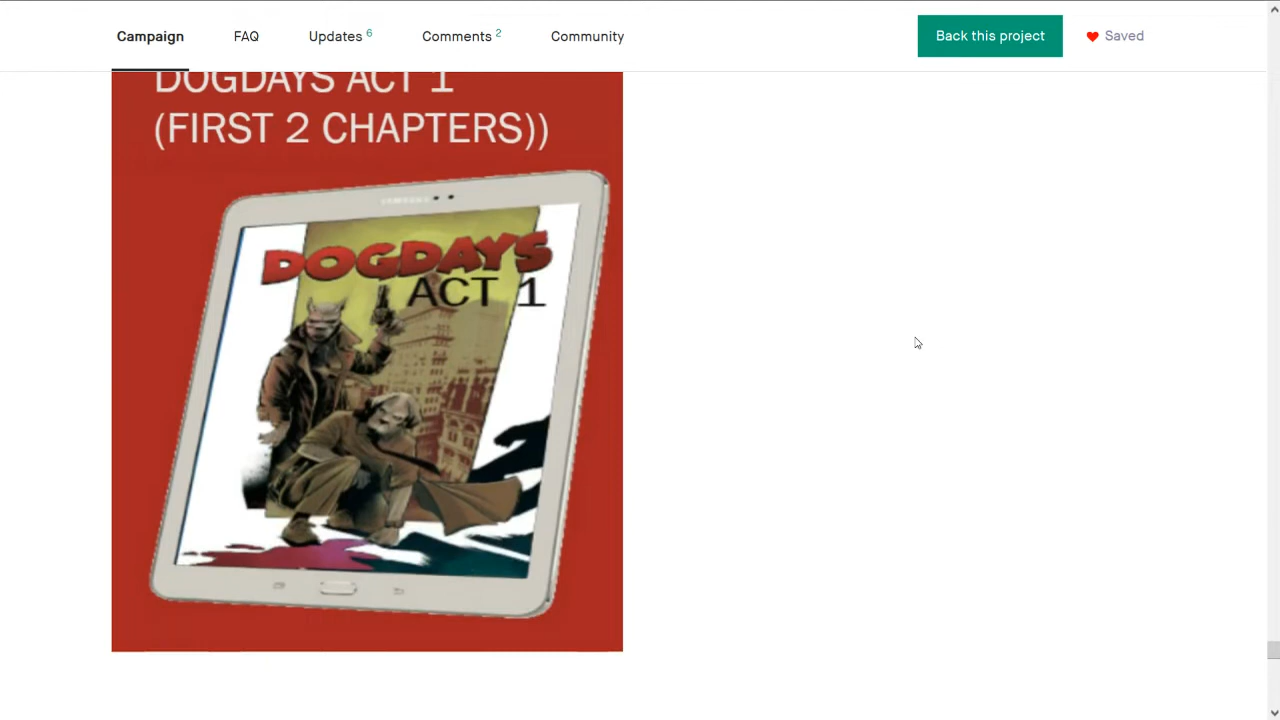 Campaign
FAQ
Updates 6
Comments 2
Community
Back this project
Saved
DOGDAYS ACT 1
(FIRST 2 CHAPTERS))
SAMSUNG
DOGDAYS
ACT 1